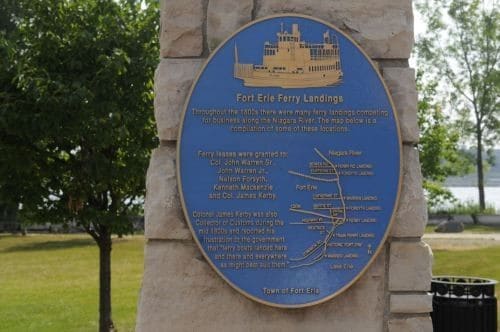 Fort Erie Ferry Landings
Throughout the 1800s there were many ferry landings competing
for business along the Niagara River. The map below is a
compilation of some of these locations.
Ferry leases were granted to:
Col. John Warren Sr.
John Warren Jr.,
Nelson Forsyth,
Kenneth Mackenzie
and Col. James Kerby.
Colonel James Kerby was also
Collector of Customs during the
mid 1800s and reported his
frustration to the government
that "ferry boats landed here
and there and everywhere
as might best suit them."
Niagara River
Fort Erie
Lake Erie
N
Town of Fort Erie